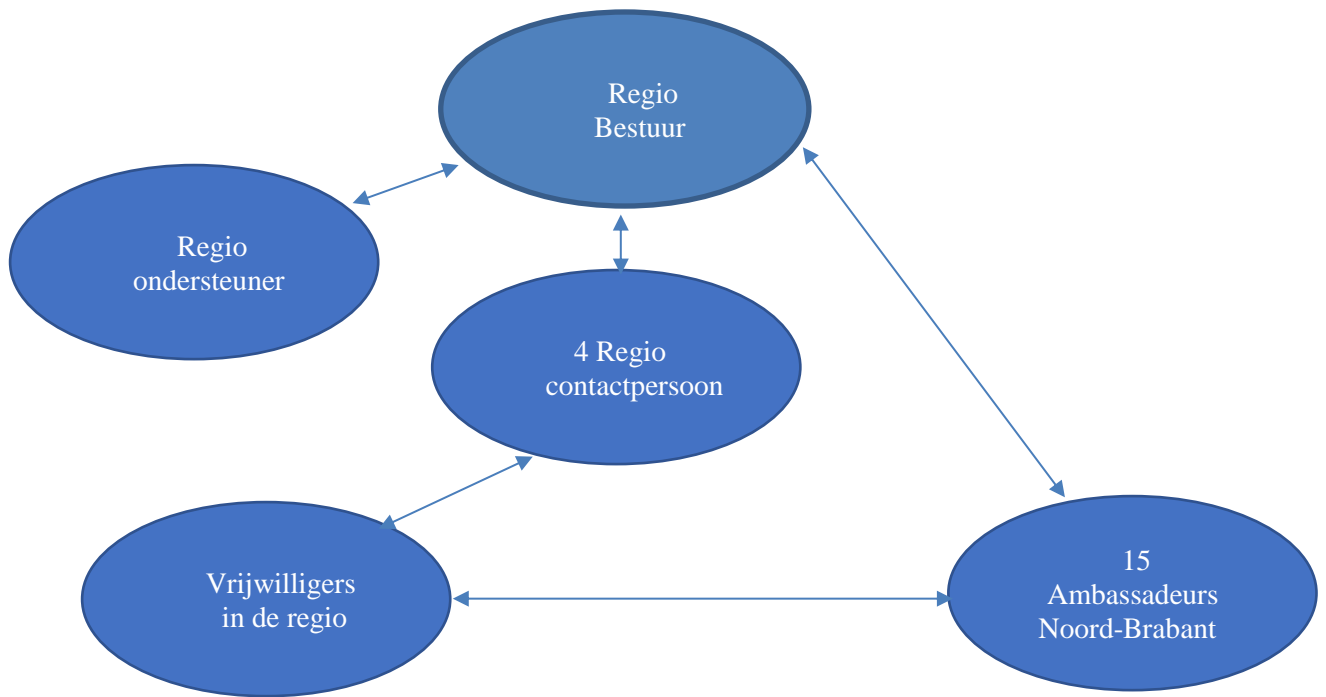 Regio
Bestuur
Regio
ondersteuner
4 Regio
contactpersoon
Vrijwilligers
in de regio
15
Ambassadeurs
Noord-Brabant